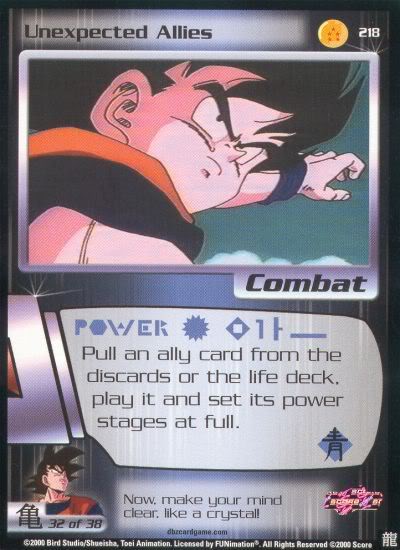 Unexpected Allies
218
Combat
POWER
Pull an ally card from the
discards or the life deck,
play it and set its power
stages at full.
青
Now, make your mind
clear, like a crystal!
亀
32 of 38
dbzcardgame.com
©2000 Bird Studio/Shueisha, Toei Animation. Licensed by FUNimation®. All Rights Reserved ©2000 Score
龍